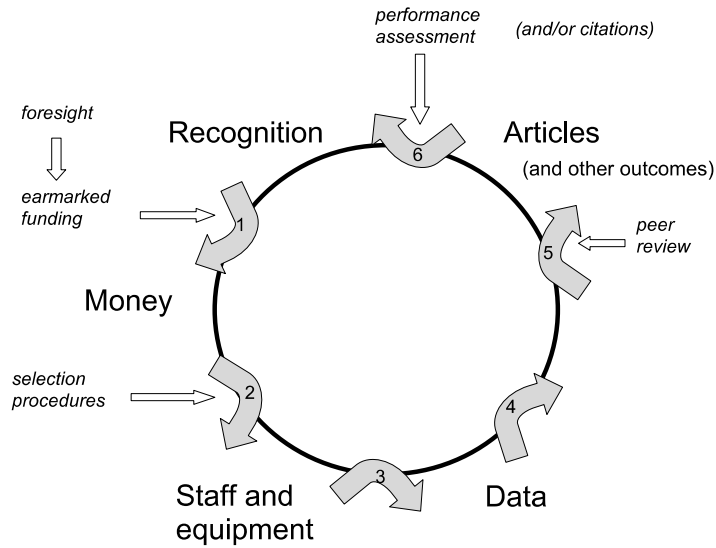 performance
assessment
(and/or citations)
foresight
Recognition
6
Articles
(and other outcomes)
earmarked
funding
1
5
peer
review
Money
selection
procedures
2
4
3
Staff and
equipment
Data